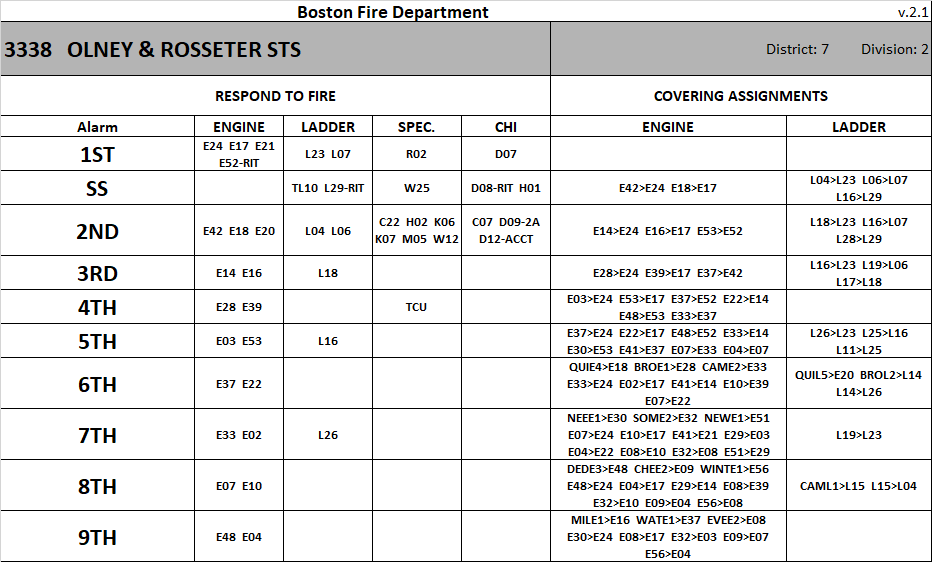 Boston Fire Department v.2.1
3338 OLNEY & ROSSETER STS District: 7 Division: 2
RESPOND TO FIRE COVERING ASSIGNMENTS
Alarm ENGINE LADDER SPEC. CHI ENGINE LADDER
1ST E24 E17 E21 E52-RIT L23 L07 R02 D07
SS TL10 L29-RIT W25 D08-RIT H01 E42>E24 E18>E17 L04>L23 L06>L07 L16>L29
2ND E42 E18 E20 L04 L06 C22 H02 K06 K07 M05 W12 C07 D09-2A D12-ACCT E14>E24 E16>E17 E53>E52 L18>L23 L16>L07 L28>L29
3RD E14 E16 L18 E28>E24 E39>E17 E37>E42 L16>L23 L19>L06 L17>L18
4TH E28 E39 TCU E03>E24 E53>E17 E37>E52 E22>E14 E48>E53 E33>E37
5TH E03 E53 L16 E37>E24 E22>E17 E48>E52 E33>E14 E30>E53 E41>E37 E07>E33 E04>E07 L26>L23 L25>L16 L11>L25
6TH E37 E22 QUIE4>E18 BROE1>E28 CAME2>E33 E33>E24 E02>E17 E41>E14 E10>E39 E07>E22 QUIL5>E20 BROL2>L14 L14>L26
7TH E33 E02 L26 NEEE1>E30 SOME2>E32 NEWE1>E51 E07>E24 E10>E17 E41>E21 E29>E03 E04>E22 E08>E10 E32>E08 E51>E29 L19>L23
8TH E07 E10 DEDE3>E48 CHEE2>E09 WINTE1>E56 E48>E24 E04>E17 E29>E14 E08>E39 E32>E10 E09>E04 E56>E08 CAML1>L15 L15>L04
9TH E48 E04 MILE1>E16 WATE1>E37 EVEE2>E08 E30>E24 E08>E17 E32>E03 E09>E07 E56>E04